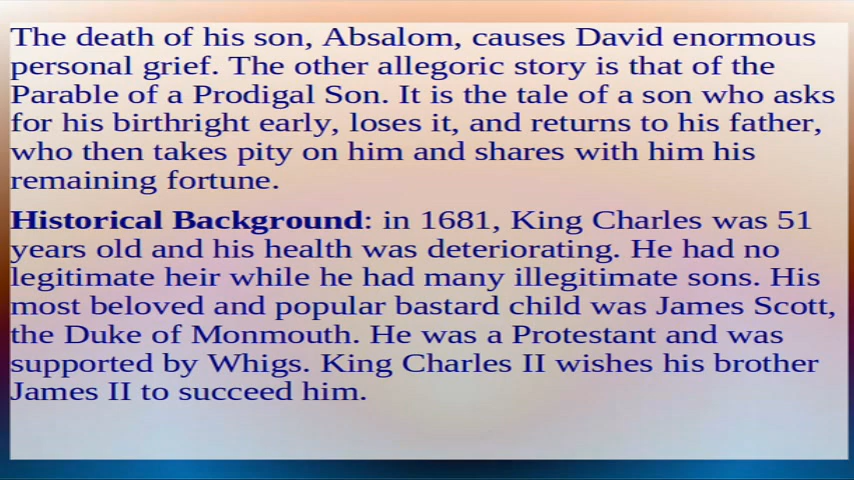 The death of his son, Absalom, causes David enormous
personal grief. The other allegoric story is that of the
Parable of a Prodigal Son. It is the tale of a son who asks
for his birthright early, loses it, and returns to his father,
who then takes pity on him and shares with him his
remaining fortune.
Historical Background: in 1681, King Charles was 51
years old and his health was deteriorating. He had no
legitimate heir while he had many illegitimate sons. His
most beloved and popular bastard child was James Scott,
the Duke of Monmouth. He was a Protestant and was
supported by Whigs. King Charles II wishes his brother
James II to succeed him.